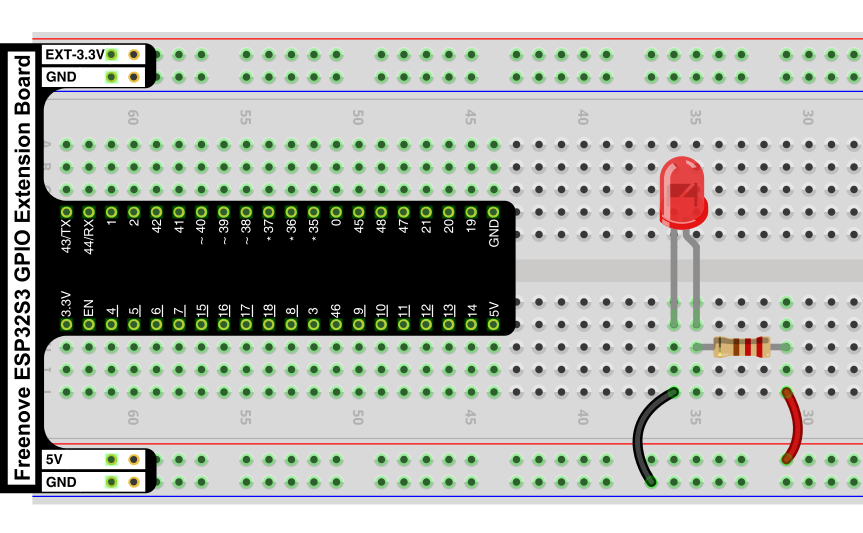 Freenove ESP32S3 GPIO Extension Board
EXT-3.3V
GND
60 55 50 45 40 35 30
43/TX 44/RX 1 2 42 41 ~ 40 ~ 39 ~ 38 * 37 * 36 * 35 0 45 48 47 21 20 19 GND
3.3V EN 4 5 6 7 15 16 17 18 8 3 46 9 10 11 12 13 14 5V
60 55 50 45 40 35 30
5V
GND